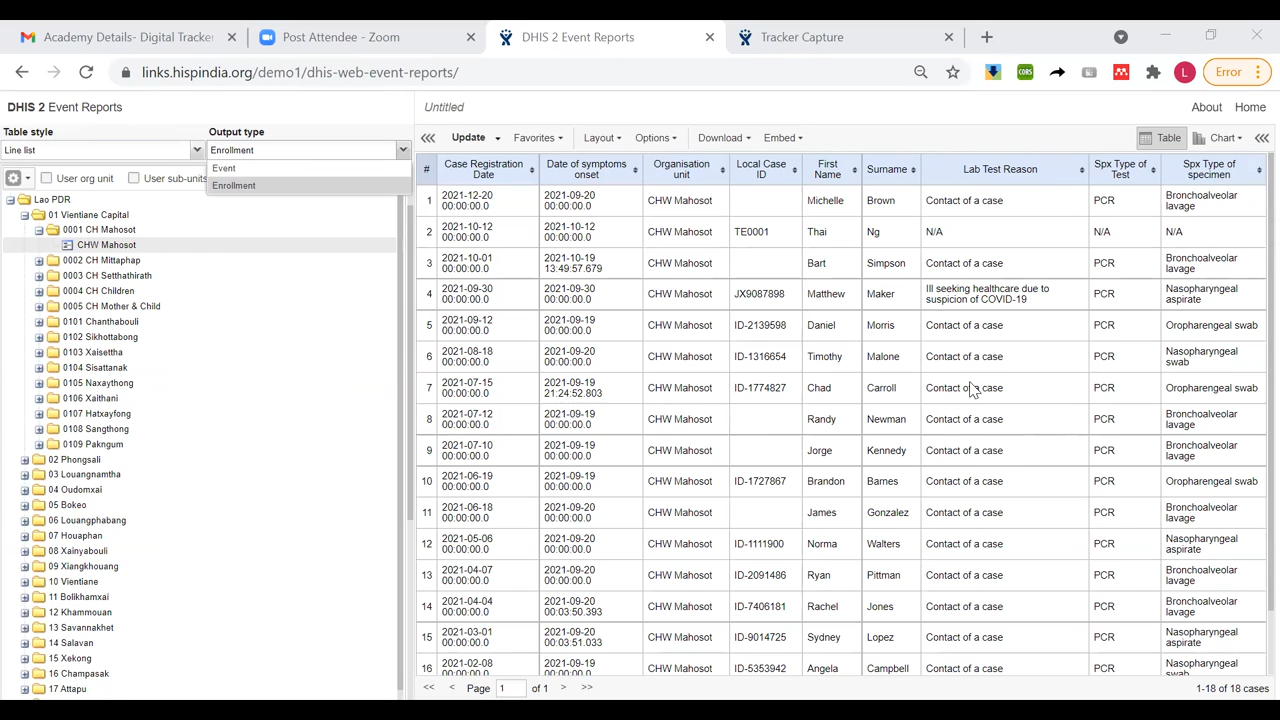 Academy Details- Digital Tracker
Post Attendee - Zoom
DHIS 2 Event Reports
Tracker Capture
links.hispindia.org/demo1/dhis-web-event-reports/
CORS
L
Error
DHIS 2 Event Reports
Untitled
About
Home
Table style
Output type
Update
Favorites
Layout
Options
Download
Embed
Table
Chart
Line list
Enrollment
Event
Enrollment
User org unit
User sub-units
Lao PDR
01 Vientiane Capital
0001 CH Mahosot
CHW Mahosot
0002 CH Mittaphap
0003 CH Setthathirath
0004 CH Children
0005 CH Mother & Child
0101 Chanthabouli
0102 Sikhottabong
0103 Xaisettha
0104 Sisattanak
0105 Naxaythong
0106 Xaithani
0107 Hatxayfong
0108 Sangthong
0109 Pakngum
02 Phongsali
03 Louangnamtha
04 Oudomxai
05 Bokeo
06 Louangphabang
07 Houaphan
08 Xainyabouli
09 Xiangkhouang
10 Vientiane
11 Bolikhamxai
12 Khammouan
13 Savannakhet
14 Salavan
15 Xekong
16 Champasak
17 Attapu
# Case Registration Date Date of symptoms onset Organisation unit Local Case ID First Name Surname Lab Test Reason Spx Type of Test Spx Type of specimen
1 2021-12-20 00:00:00.0 2021-09-20 00:00:00.0 CHW Mahosot Michelle Brown Contact of a case PCR Bronchoalveolar lavage
2 2021-10-12 00:00:00.0 2021-10-12 00:00:00.0 CHW Mahosot TE0001 Thai Ng N/A N/A N/A
3 2021-10-01 00:00:00.0 2021-10-19 13:49:57.679 CHW Mahosot Bart Simpson Contact of a case PCR Bronchoalveolar lavage
4 2021-09-30 00:00:00.0 2021-09-30 00:00:00.0 CHW Mahosot JX9087898 Matthew Maker Ill seeking healthcare due to suspicion of COVID-19 PCR Nasopharyngeal aspirate
5 2021-09-12 00:00:00.0 2021-09-20 00:00:00.0 CHW Mahosot ID-2139598 Daniel Morris Contact of a case PCR Oropharengeal swab
6 2021-08-18 00:00:00.0 2021-09-20 00:00:00.0 CHW Mahosot ID-1316654 Timothy Malone Contact of a case PCR Nasopharyngeal swab
7 2021-07-15 00:00:00.0 2021-09-19 21:24:52.803 CHW Mahosot ID-1774827 Chad Carroll Contact of a case PCR Oropharengeal swab
8 2021-07-12 00:00:00.0 2021-09-19 00:00:00.0 CHW Mahosot Randy Newman Contact of a case PCR Bronchoalveolar lavage
9 2021-07-10 00:00:00.0 2021-09-19 00:00:00.0 CHW Mahosot Jorge Kennedy Contact of a case PCR Bronchoalveolar lavage
10 2021-06-19 00:00:00.0 2021-09-19 00:00:00.0 CHW Mahosot ID-1727867 Brandon Barnes Contact of a case PCR Oropharengeal swab
11 2021-06-18 00:00:00.0 2021-09-20 00:00:00.0 CHW Mahosot James Gonzalez Contact of a case PCR Bronchoalveolar lavage
12 2021-05-06 00:00:00.0 2021-09-20 00:00:00.0 CHW Mahosot ID-1111900 Norma Walters Contact of a case PCR Nasopharyngeal aspirate
13 2021-04-07 00:00:00.0 2021-09-20 00:00:00.0 CHW Mahosot ID-2091486 Ryan Pittman Contact of a case PCR Bronchoalveolar lavage
14 2021-04-04 00:00:00.0 2021-09-20 00:03:50.393 CHW Mahosot ID-7406181 Rachel Jones Contact of a case PCR Bronchoalveolar lavage
15 2021-03-01 00:00:00.0 2021-09-20 00:03:51.033 CHW Mahosot ID-9014725 Sydney Lopez Contact of a case PCR Nasopharyngeal aspirate
16 2021-02-08 00:00:00.0 2021-09-19 00:00:00.0 CHW Mahosot ID-5353942 Angela Campbell Contact of a case PCR Nasopharyngeal swab
<< < Page 1 of 1 > >>
1-18 of 18 cases